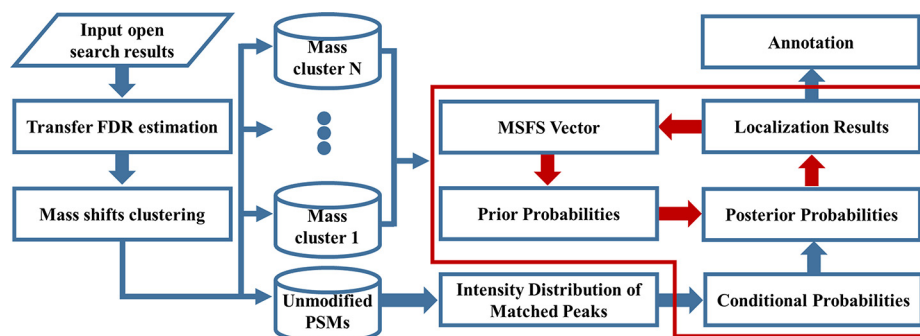 Input open
search results
Transfer FDR estimation
Mass shifts clustering
Mass
cluster N
Mass
cluster 1
Unmodified
PSMs
Annotation
MSFS Vector
Localization Results
Prior Probabilities
Posterior Probabilities
Intensity Distribution of
Matched Peaks
Conditional Probabilities